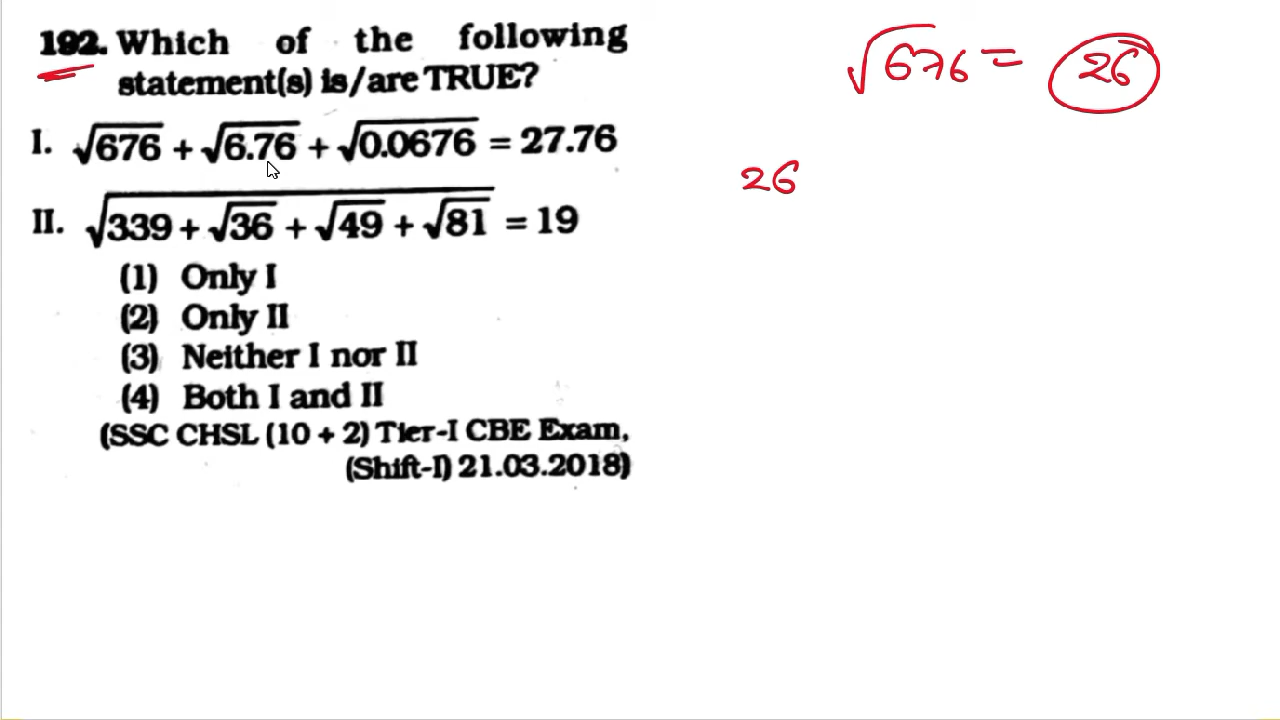 192. Which of the following
statement(s) is/are TRUE?
I. √676 + √6.76 + √0.0676 = 27.76
II. √(339 + √36 + √49 + √81) = 19
(1) Only I
(2) Only II
(3) Neither I nor II
(4) Both I and II
(SSC CHSL (10 + 2) Tier-I CBE Exam,
(Shift-I) 21.03.2018)
√676 = 26
26